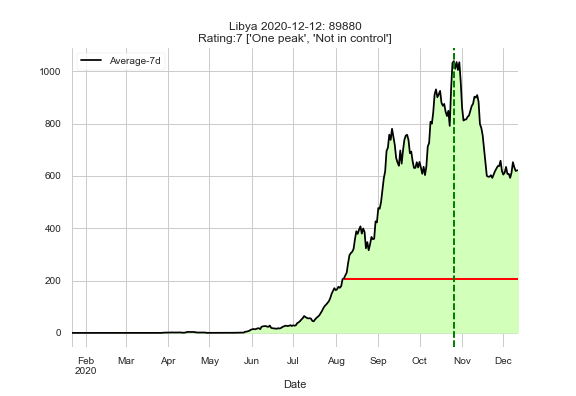 Libya 2020-12-12: 89880
Rating:7 ['One peak', 'Not in control']
Average-7d
1000
800
600
400
200
0
Feb Mar Apr May Jun Jul Aug Sep Oct Nov Dec
2020
Date